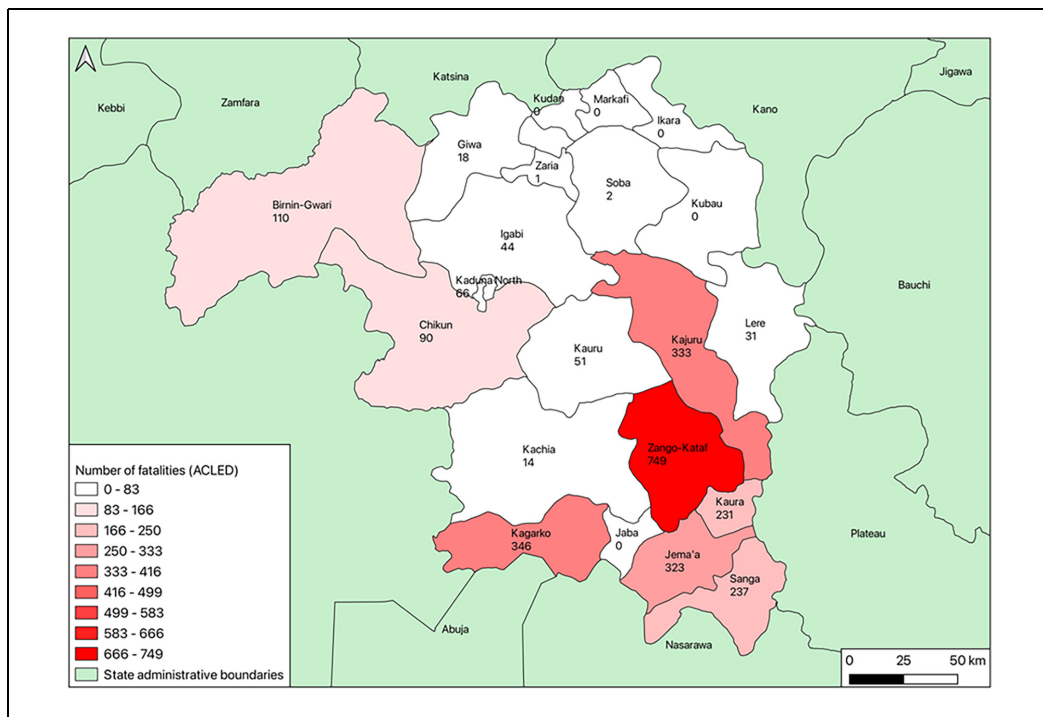 Katsina
Jigawa
Kebbi
Zamfara
Kano
Kudan
0
Markafi
0
Ikara
0
Giwa
18
Zaria
1
Soba
2
Kubau
0
Birnin-Gwari
110
Igabi
44
Kaduna North
66
Bauchi
Chikun
90
Lere
31
Kajuru
333
Kauru
51
Kachia
14
Zango-Kataf
749
Kaura
231
Kagarko
346
Jaba
0
Plateau
Jema'a
323
Sanga
237
Abuja
Nasarawa
Number of fatalities (ACLED)
0 - 83
83 - 166
166 - 250
250 - 333
333 - 416
416 - 499
499 - 583
583 - 666
666 - 749
State administrative boundaries
0 25 50 km